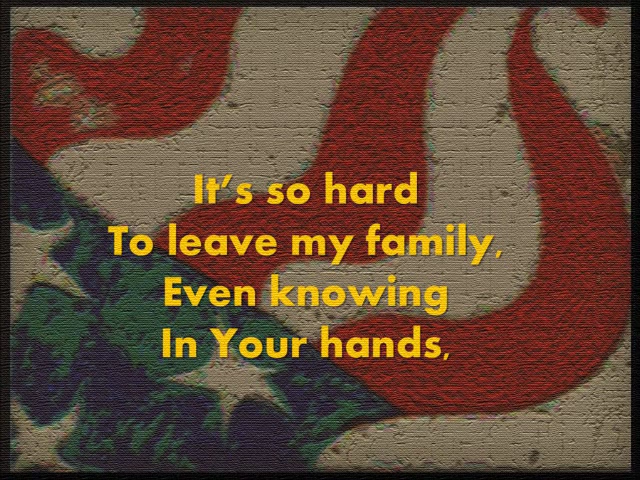 It's so hard
To leave my family,
Even knowing
In Your hands,